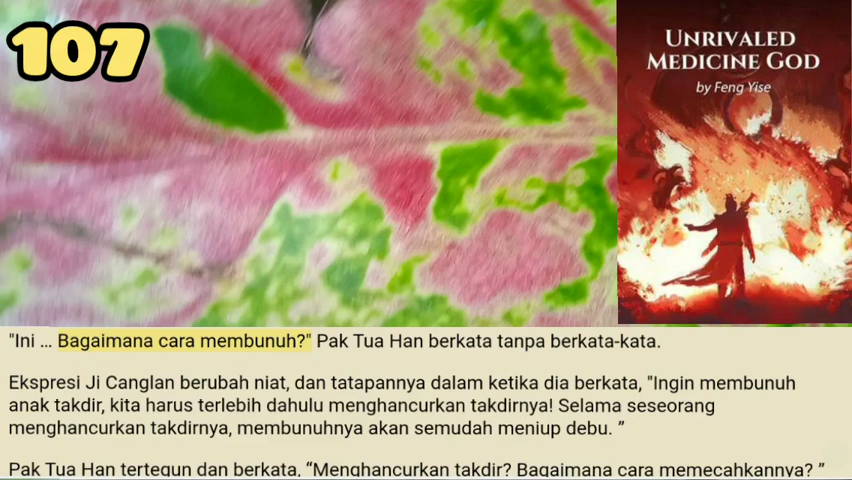 107
UNRIVALED
MEDICINE GOD
by Feng Yise
"Ini ... Bagaimana cara membunuh?" Pak Tua Han berkata tanpa berkata-kata.
Ekspresi Ji Canglan berubah niat, dan tatapannya dalam ketika dia berkata, "Ingin membunuh
anak takdir, kita harus terlebih dahulu menghancurkan takdirnya! Selama seseorang
menghancurkan takdirnya, membunuhnya akan semudah meniup debu. ”
Pak Tua Han tertegun dan berkata, “Menghancurkan takdir? Bagaimana cara memecahkannya? ”